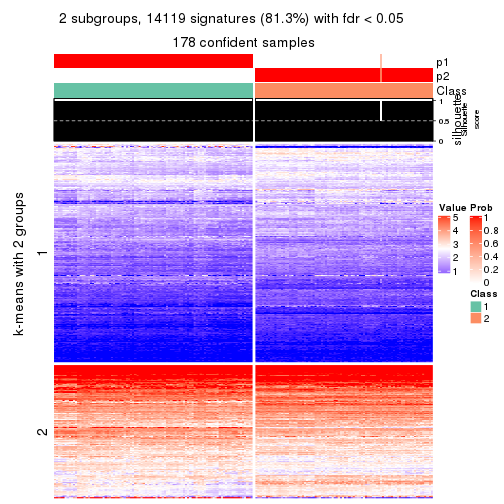 2 subgroups, 14119 signatures (81.3%) with fdr < 0.05
178 confident samples
p1
p2
Class
1
0.5
0
silhouette
Silhouette
score
k-means with 2 groups
1
2
Value
5
4
3
2
1
Prob
1
0.8
0.6
0.4
0.2
0
Class
1
2